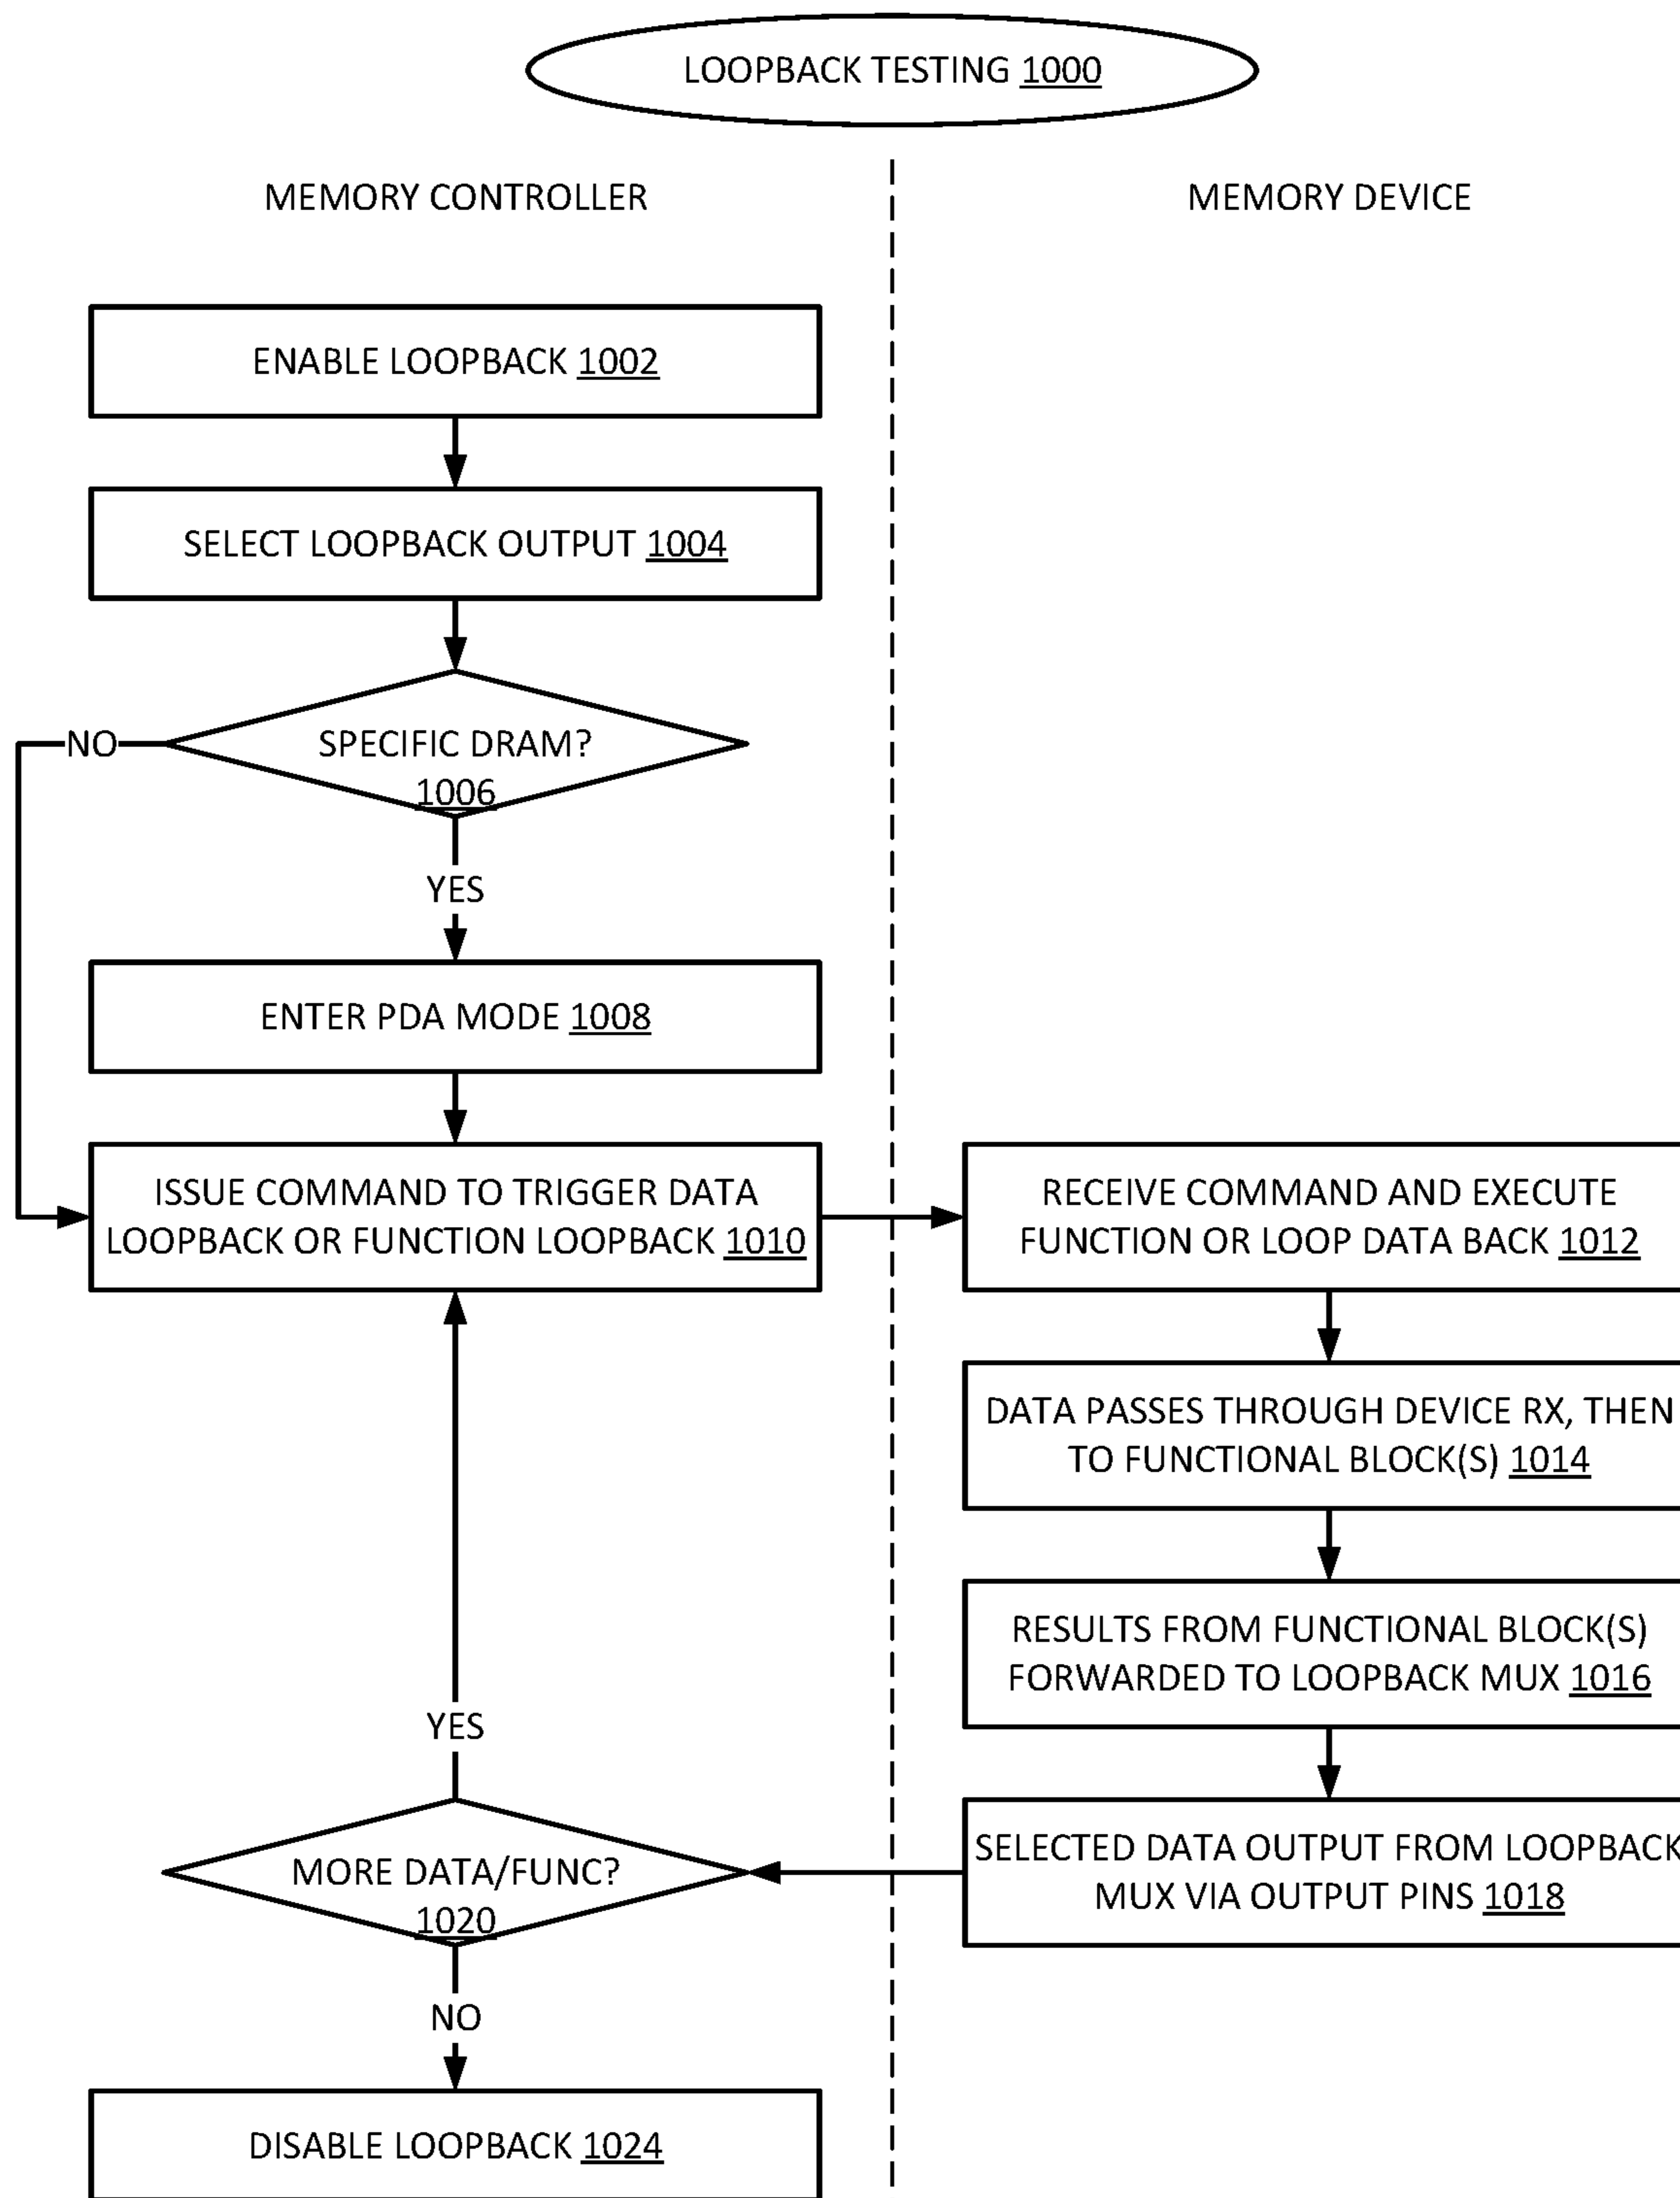 LOOPBACK TESTING 1000
MEMORY CONTROLLER
MEMORY DEVICE
ENABLE LOOPBACK 1002
SELECT LOOPBACK OUTPUT 1004
SPECIFIC DRAM?
1006
NO
YES
ENTER PDA MODE 1008
ISSUE COMMAND TO TRIGGER DATA
LOOPBACK OR FUNCTION LOOPBACK 1010
RECEIVE COMMAND AND EXECUTE
FUNCTION OR LOOP DATA BACK 1012
DATA PASSES THROUGH DEVICE RX, THEN
TO FUNCTIONAL BLOCK(S) 1014
RESULTS FROM FUNCTIONAL BLOCK(S)
FORWARDED TO LOOPBACK MUX 1016
SELECTED DATA OUTPUT FROM LOOPBACK
MUX VIA OUTPUT PINS 1018
YES
MORE DATA/FUNC?
1020
NO
DISABLE LOOPBACK 1024